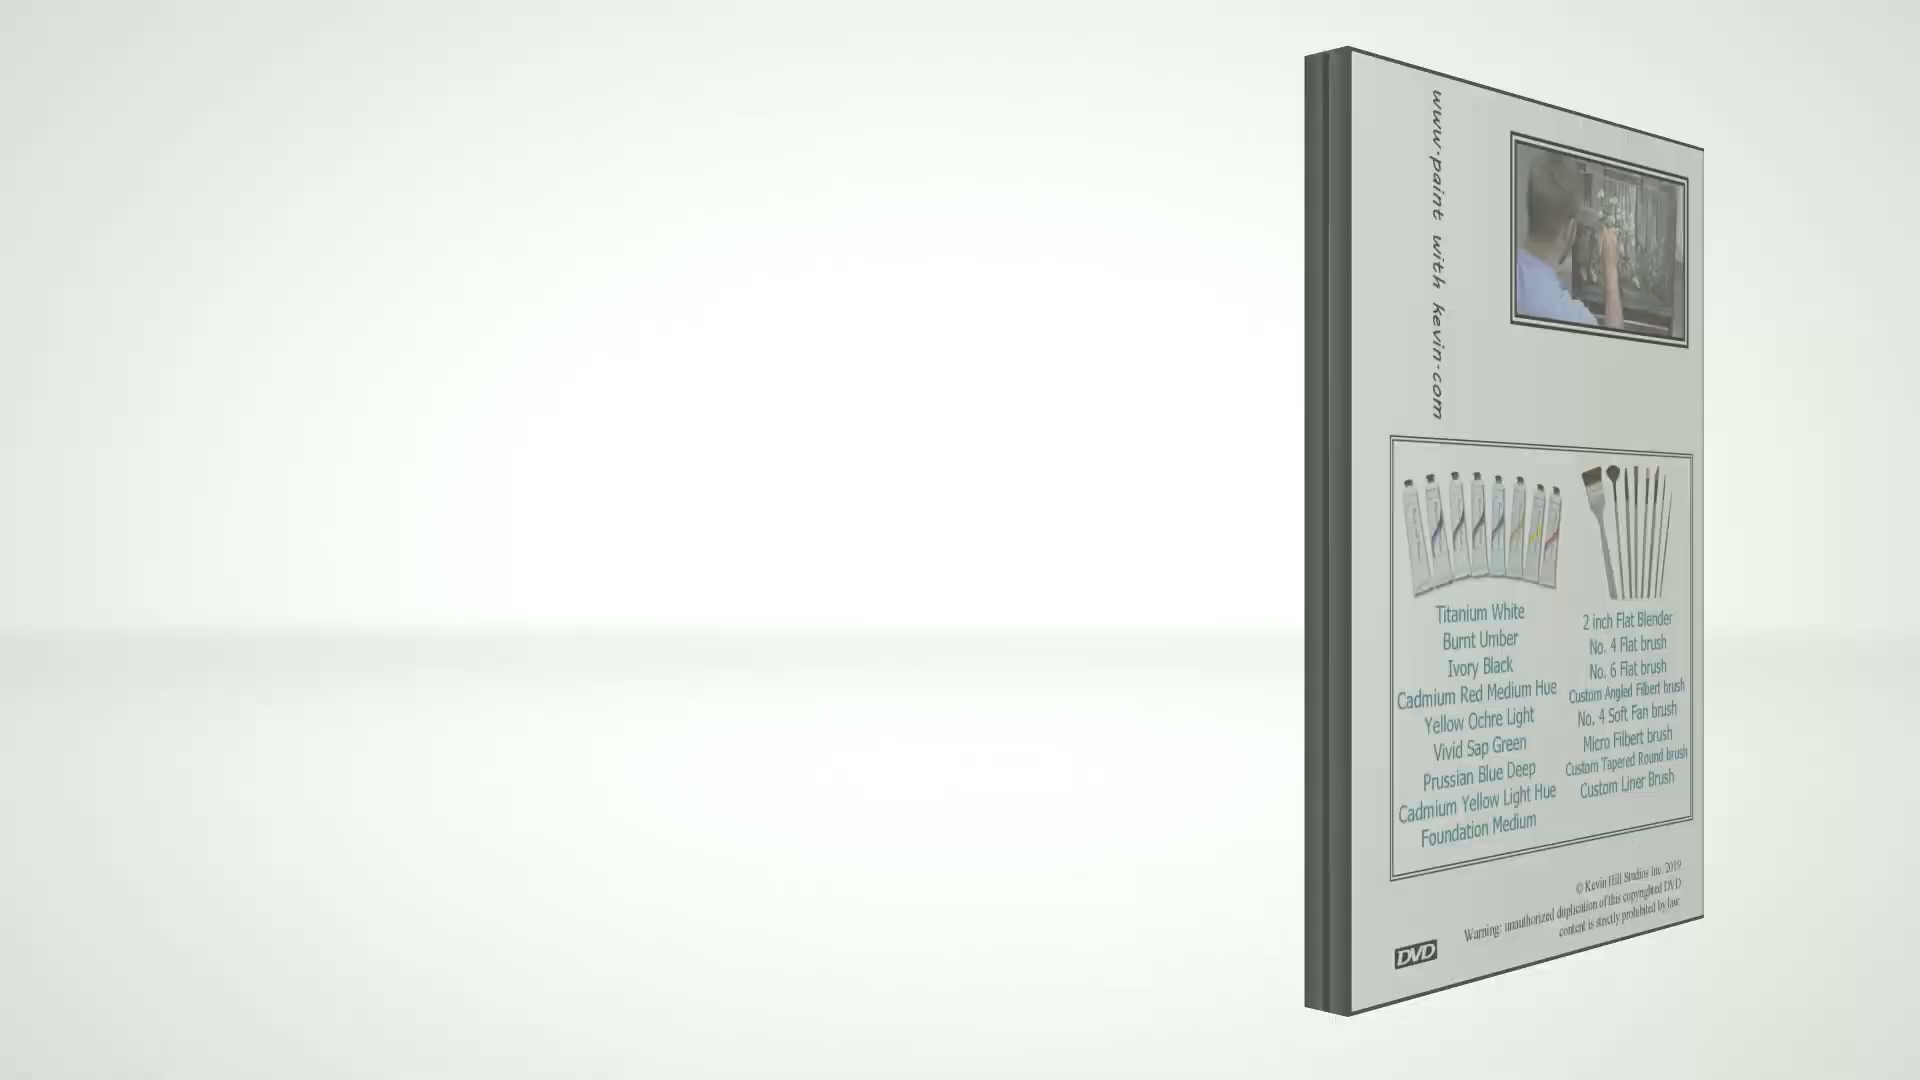 www.paint with kevin.com
Titanium White
Burnt Umber
Ivory Black
Cadmium Red Medium Hue
Yellow Ochre Light
Vivid Sap Green
Prussian Blue Deep
Cadmium Yellow Light Hue
Foundation Medium
2 inch Flat Blender
No. 4 Flat brush
No. 6 Flat brush
Custom Angled Filbert brush
No. 4 Soft Fan brush
Micro Filbert brush
Custom Tapered Round brush
Custom Liner Brush
© Kevin Hill Studios Inc. 2019
Warning: unauthorized duplication of this copyrighted DVD
content is strictly prohibited by law.
DVD